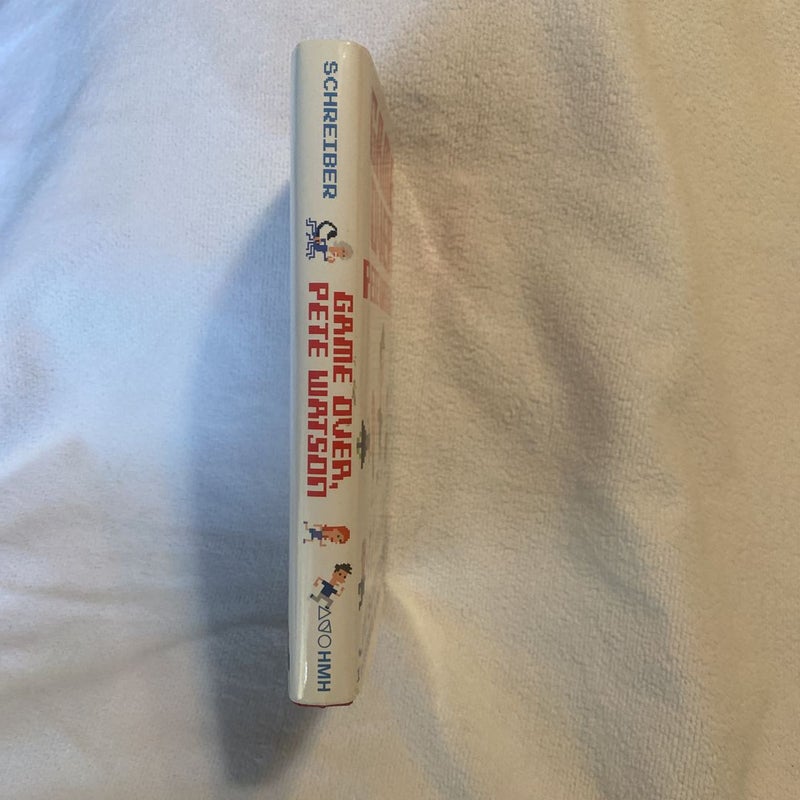 SCHREIBER
GAME OVER,
PETE WATSON
HMH